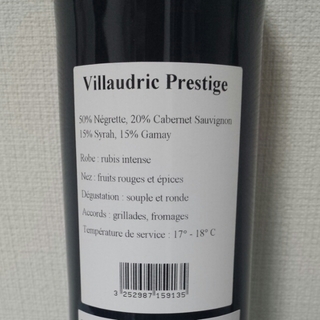 Villaudric Prestige
50% Négrette, 20% Cabernet Sauvignon
15% Syrah, 15% Gamay
Robe : rubis intense
Nez : fruits rouges et épices
Dégustation : souple et ronde
Accords : grillades, fromages
Température de service : 17° - 18° C
3 252987 159135